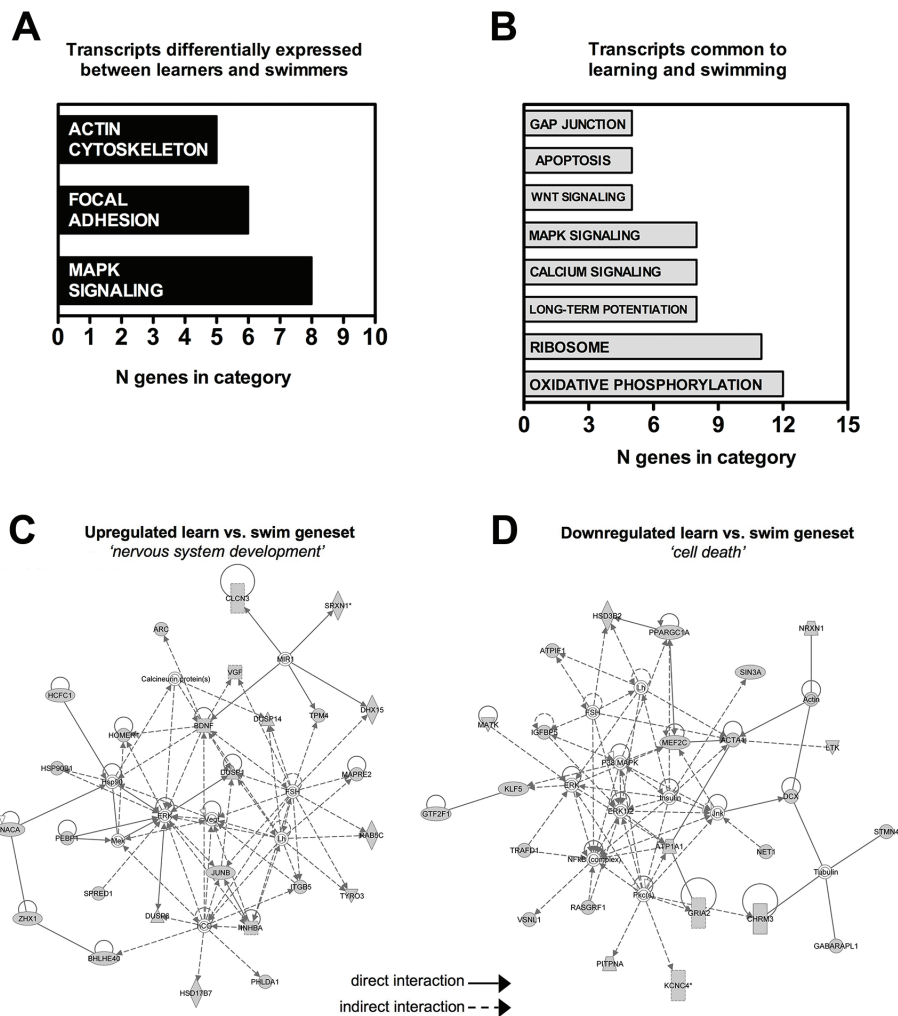 A
Transcripts differentially expressed
between learners and swimmers
ACTIN
CYTOSKELETON
FOCAL
ADHESION
MAPK
SIGNALING
0 1 2 3 4 5 6 7 8 9 10
N genes in category
B
Transcripts common to
learning and swimming
GAP JUNCTION
APOPTOSIS
WNT SIGNALING
MAPK SIGNALING
CALCIUM SIGNALING
LONG-TERM POTENTIATION
RIBOSOME
OXIDATIVE PHOSPHORYLATION
0 3 6 9 12 15
N genes in category
C
Upregulated learn vs. swim geneset
'nervous system development'
CLCN3
SRXN1*
ARC
MIR1
Calcineurin protein(s)
VGF
HCFC1
BDNF
DUSP14
TPM4
DHX15
HOMER1
HSP90B1
Hsp90
DUSP1
MAPRE2
FSH
ERK
Vegf
NACA
PEBP1
Mek
Lh
RAB5C
JUNB
SPRED1
ITGB5
TYRO3
ZHX1
DUSP6
INHBA
BHLHE40
HSD17B7
PHLDA1
D
Downregulated learn vs. swim geneset
'cell death'
HSD3B2
PPARGC1A
NRXN1
ATPIF1
SIN3A
Lh
Actin
FSH
MATK
IGFBP5
MEF2C
ACTA1
LTK
P38 MAPK
KLF5
ERK
Insulin
DCX
GTF2F1
ERK1/2
Jnk
STMN4
TRAFD1
NFkB (complex)
ATP1A1
NET1
Tubulin
Pkc(s)
VSNL1
RASGRF1
GRIA2
CHRM3
GABARAPL1
PITPNA
KCNC4*
direct interaction
indirect interaction